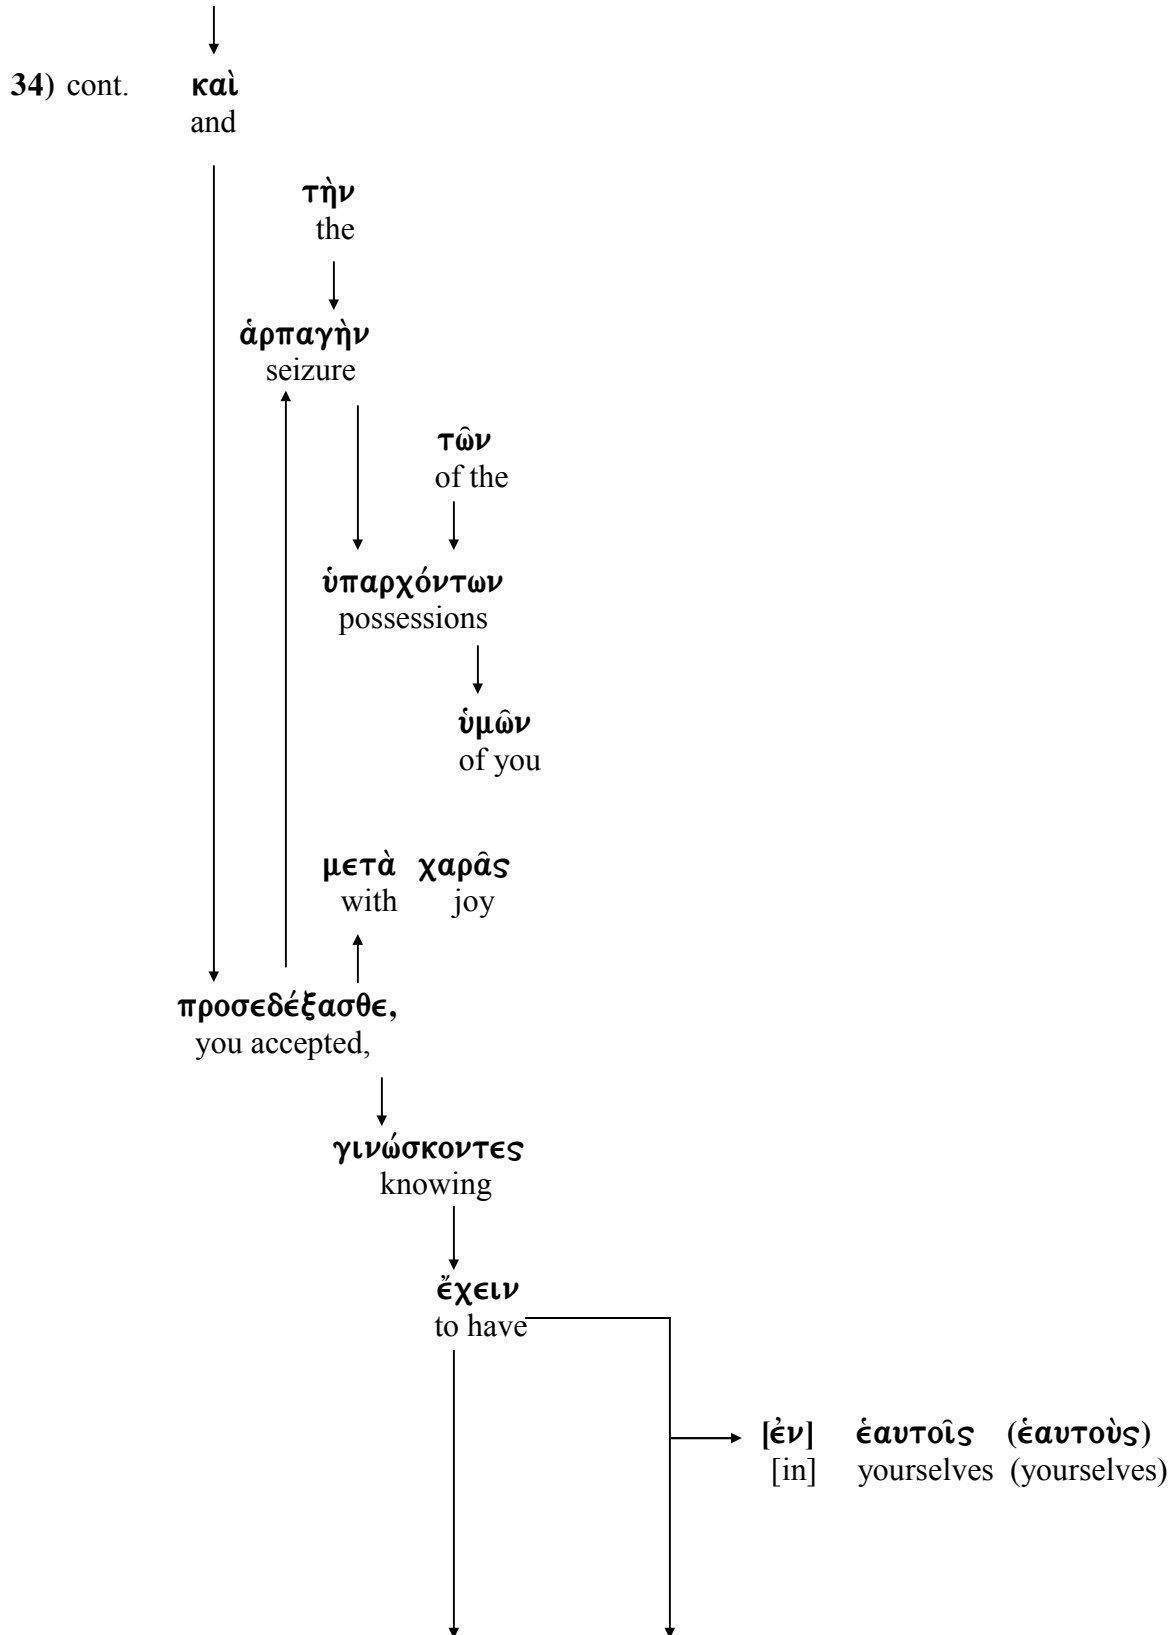 34) cont. καὶ
and
τὴν
the
ἁρπαγὴν
seizure
τῶν
of the
ὑπαρχόντων
possessions
ὑμῶν
of you
μετὰ χαρᾶς
with joy
προσεδέξασθε,
you accepted,
γινώσκοντες
knowing
ἔχειν
to have
[ἐν] ἑαυτοῖς (ἑαυτοὺς)
[in] yourselves (yourselves)